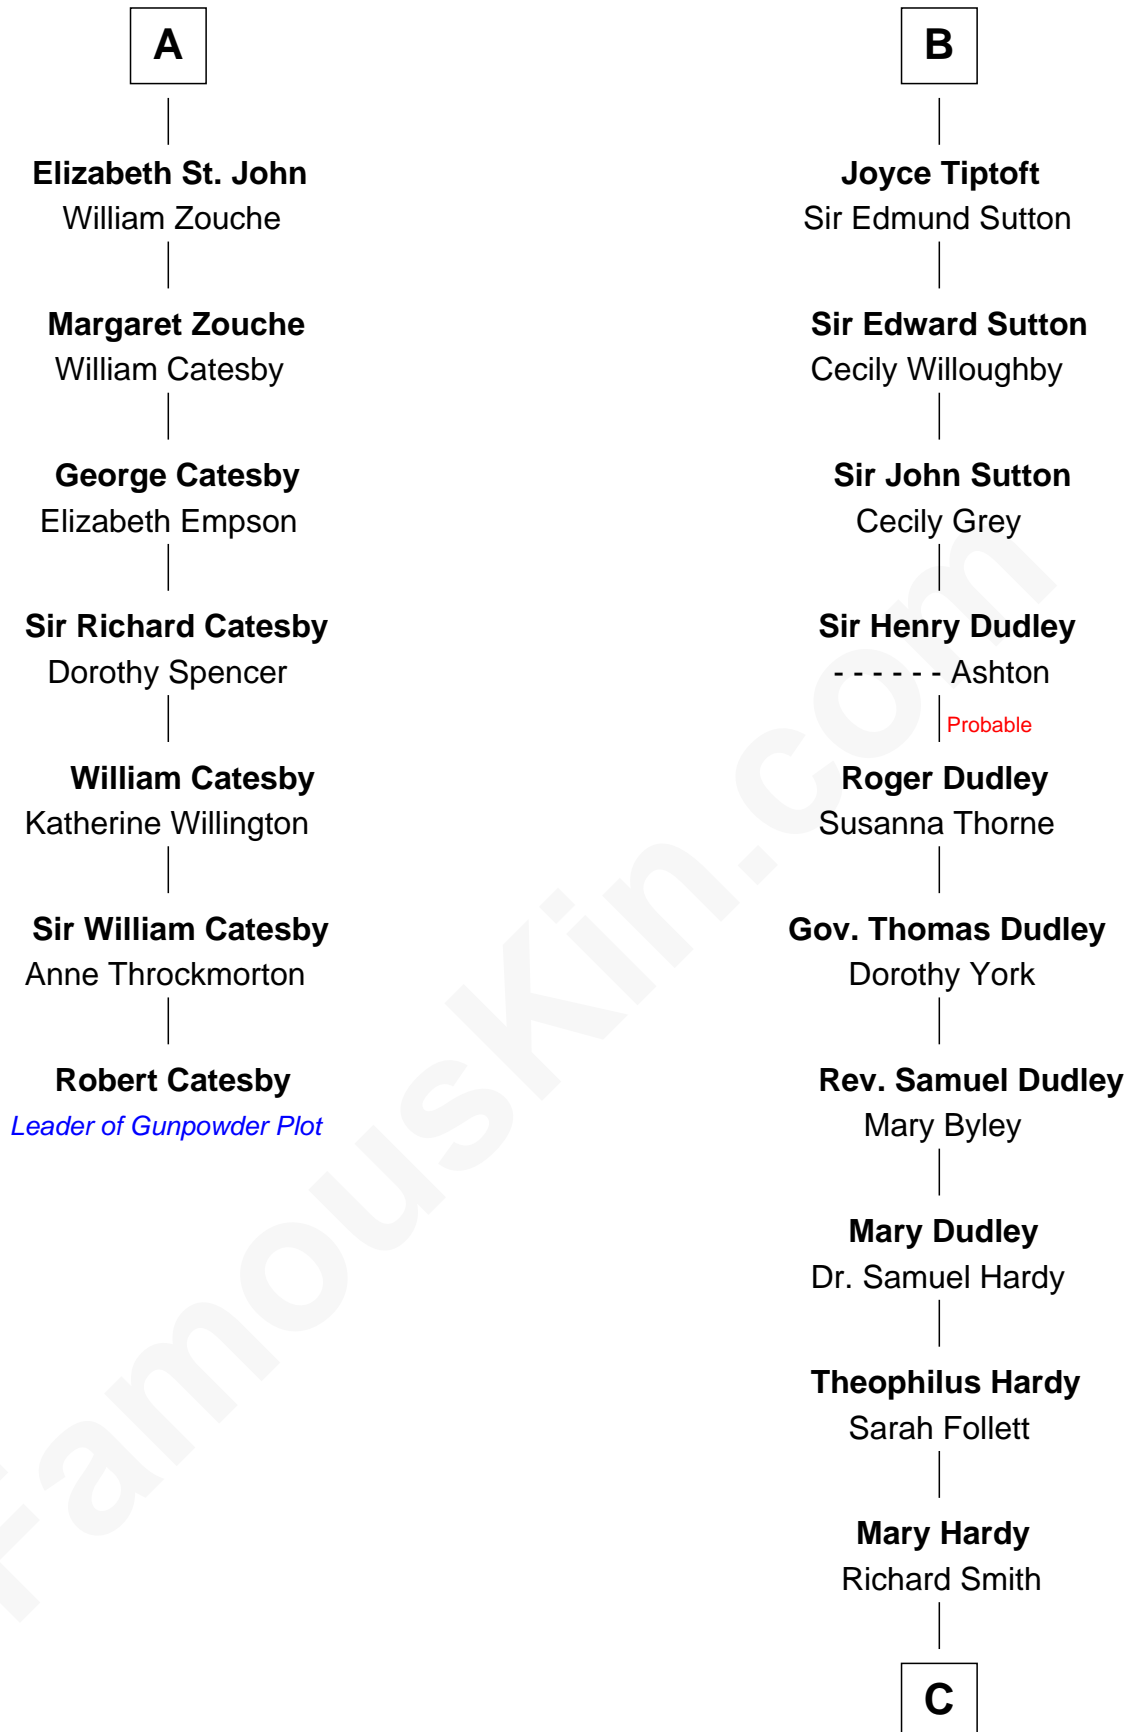 A
Elizabeth St. John
William Zouche
Margaret Zouche
William Catesby
George Catesby
Elizabeth Empson
Sir Richard Catesby
Dorothy Spencer
William Catesby
Katherine Willington
Sir William Catesby
Anne Throckmorton
Robert Catesby
Leader of Gunpowder Plot
B
Joyce Tiptoft
Sir Edmund Sutton
Sir Edward Sutton
Cecily Willoughby
Sir John Sutton
Cecily Grey
Sir Henry Dudley
- - - - - - Ashton
Probable
Roger Dudley
Susanna Thorne
Gov. Thomas Dudley
Dorothy York
Rev. Samuel Dudley
Mary Byley
Mary Dudley
Dr. Samuel Hardy
Theophilus Hardy
Sarah Follett
Mary Hardy
Richard Smith
C
FamousKin.com